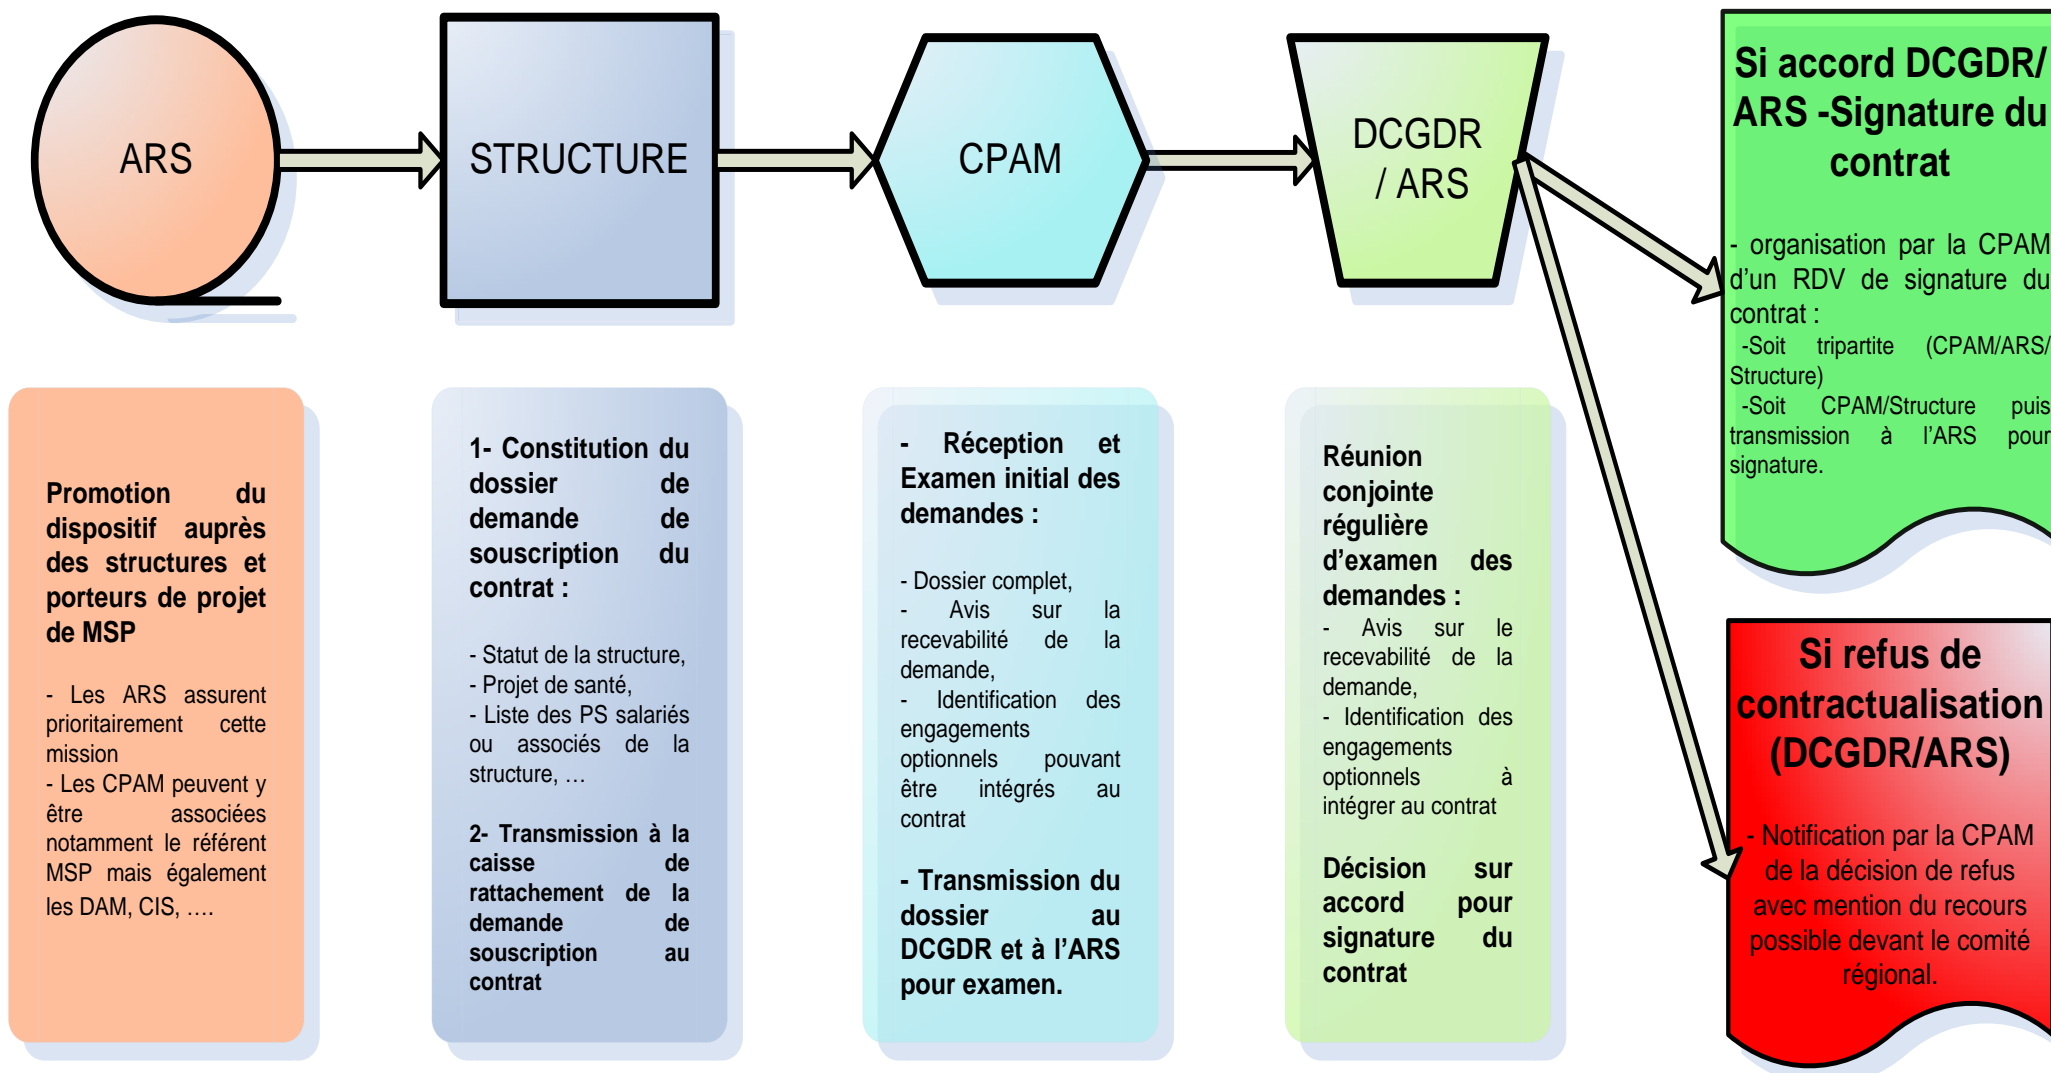 ARS
STRUCTURE
CPAM
DCGDR
/ ARS
Promotion du
dispositif auprès
des structures et
porteurs de projet
de MSP
- Les ARS assurent
prioritairement cette
mission
- Les CPAM peuvent y
être associées
notamment le référent
MSP mais également
les DAM, CIS, ....
1- Constitution du
dossier de
demande de
souscription du
contrat :
- Statut de la structure,
- Projet de santé,
- Liste des PS salariés
ou associés de la
structure, …
2- Transmission à la
caisse de
rattachement de la
demande de
souscription au
contrat
- Réception et
Examen initial des
demandes :
- Dossier complet,
- Avis sur la
recevabilité de la
demande,
- Identification des
engagements
optionnels pouvant
être intégrés au
contrat
- Transmission du
dossier au
DCGDR et à l’ARS
pour examen.
Réunion
conjointe
régulière
d’examen des
demandes :
- Avis sur le
recevabilité de la
demande,
- Identification des
engagements
optionnels à
intégrer au contrat
Décision sur
accord pour
signature du
contrat
Si accord DCGDR/
ARS -Signature du
contrat
- organisation par la CPAM
d’un RDV de signature du
contrat :
-Soit tripartite (CPAM/ARS/
Structure)
-Soit CPAM/Structure puis
transmission à l’ARS pour
signature.
Si refus de
contractualisation
(DCGDR/ARS)
- Notification par la CPAM
de la décision de refus
avec mention du recours
possible devant le comité
régional.